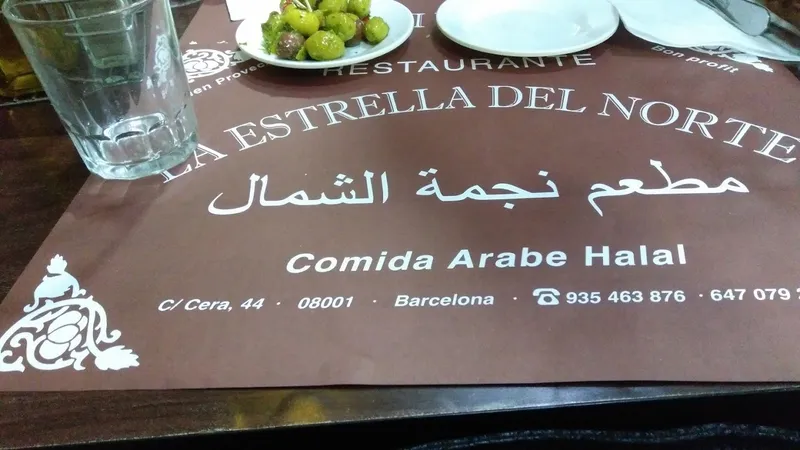 RESTAURANTE
Bon profit
LA ESTRELLA DEL NORTE
مطعم نجمة الشمال
Comida Arabe Halal
C/ Cera, 44 · 08001 · Barcelona · ☎ 935 463 876 · 647 079